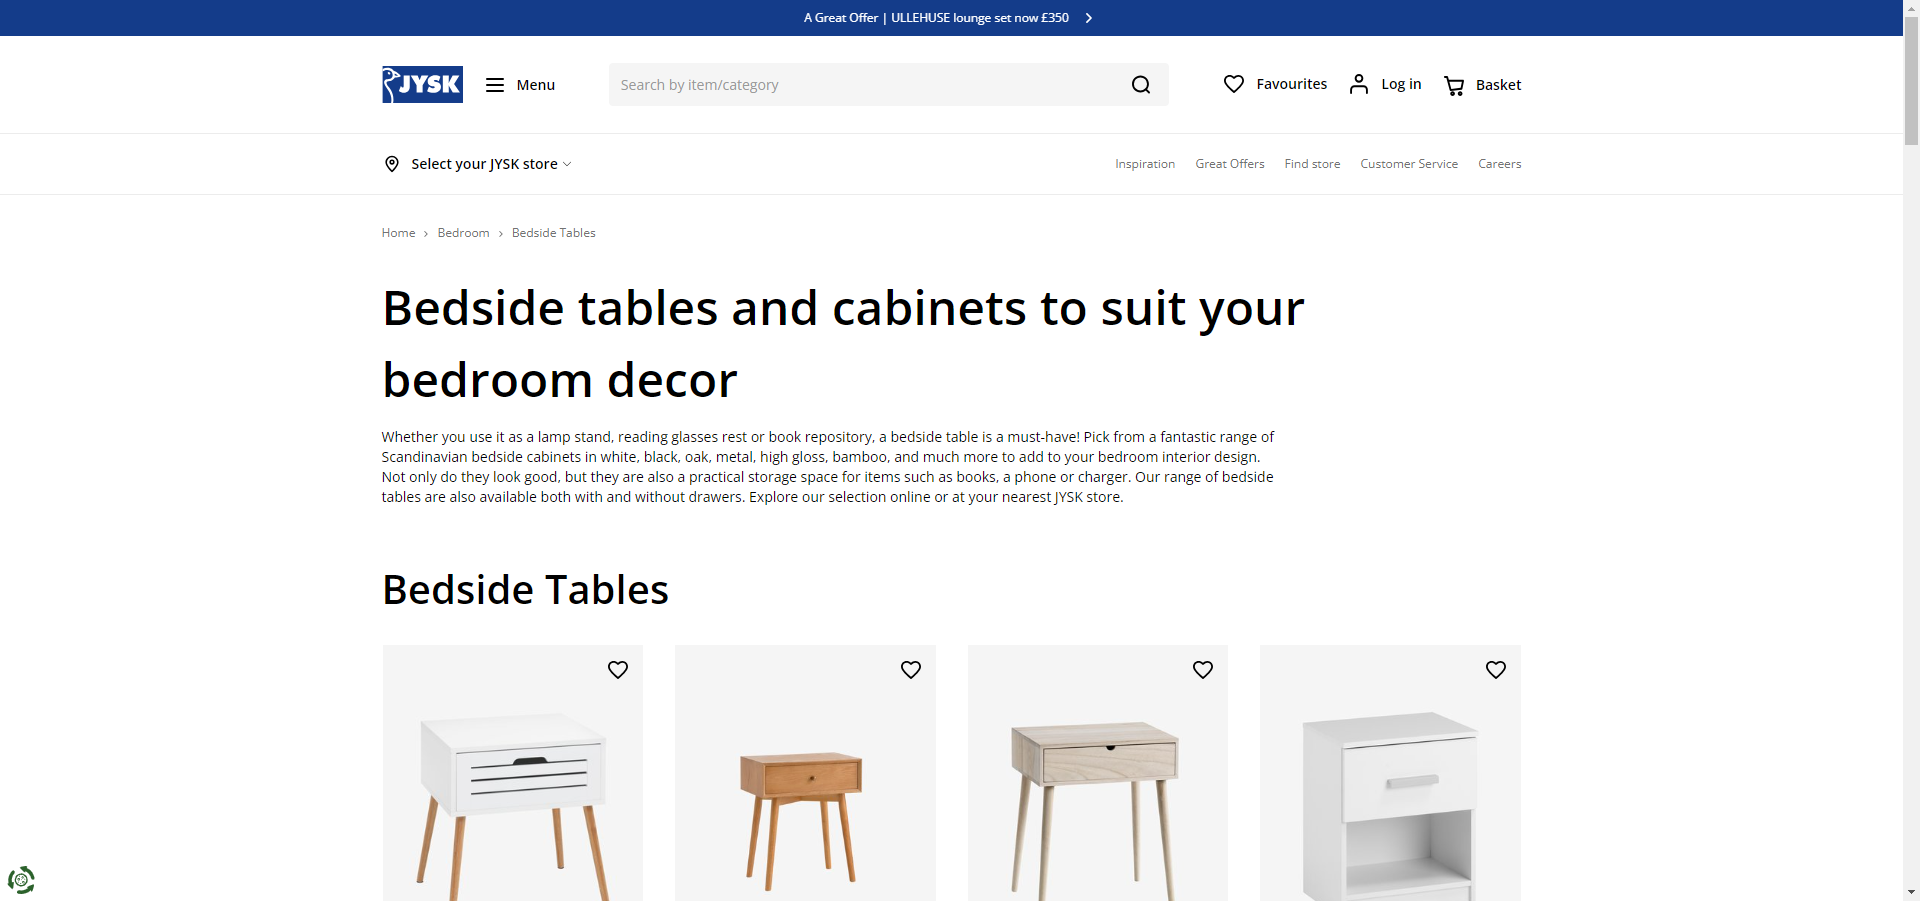 A Great Offer | ULLEHUSE lounge set now £350
JYSK
Menu
Search by item/category
Favourites
Log in
Basket
Select your JYSK store
Inspiration
Great Offers
Find store
Customer Service
Careers
Home > Bedroom > Bedside Tables
Bedside tables and cabinets to suit your
bedroom decor
Whether you use it as a lamp stand, reading glasses rest or book repository, a bedside table is a must-have! Pick from a fantastic range of
Scandinavian bedside cabinets in white, black, oak, metal, high gloss, bamboo, and much more to add to your bedroom interior design.
Not only do they look good, but they are also a practical storage space for items such as books, a phone or charger. Our range of bedside
tables are also available both with and without drawers. Explore our selection online or at your nearest JYSK store.
Bedside Tables